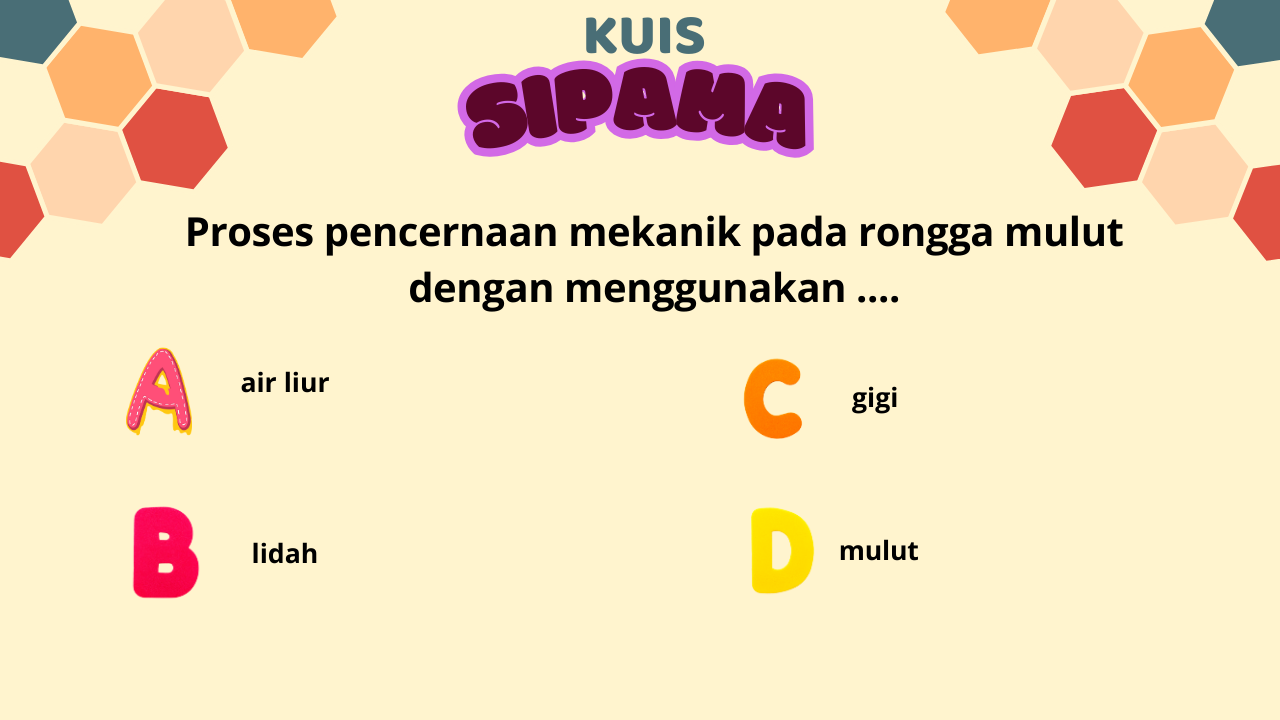 KUIS
SIPAMA
Proses pencernaan mekanik pada rongga mulut
dengan menggunakan ....
A air liur
C gigi
B lidah
D mulut